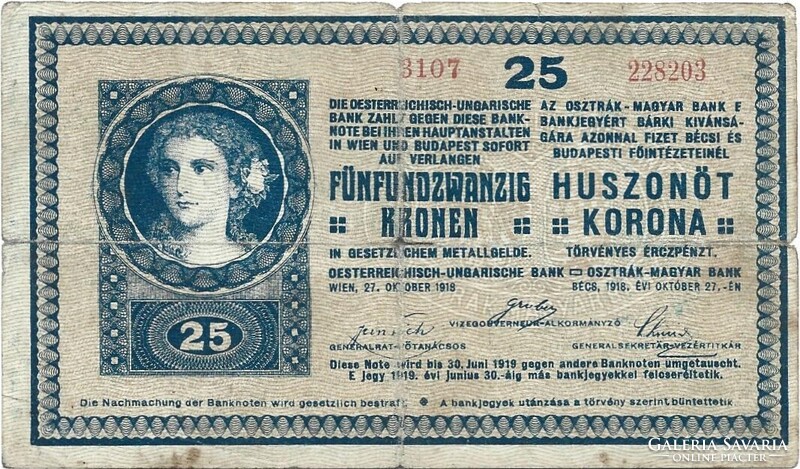 3107 25 228203
DIE OESTERREICHISCH-UNGARISCHE
BANK ZAHLT GEGEN DIESE BANK-
NOTE BEI IHREN HAUPTANSTALTEN
IN WIEN UND BUDAPEST SOFORT
AUF VERLANGEN
FÜNFUNDZWANZIG
KRONEN
IN GESETZLICHEM METALLGELDE.
OESTERREICHISCH-UNGARISCHE BANK
WIEN, 27. OKTOBER 1918
AZ OSZTRÁK-MAGYAR BANK E
BANKJEGYÉRT BÁRKI KIVÁNSÁ-
GÁRA AZONNAL FIZET BÉCSI ÉS
BUDAPESTI FŐINTÉZETEINÉL
HUSZONÖT
KORONA
TÖRVÉNYES ÉRCZPÉNZT.
OSZTRÁK-MAGYAR BANK
BÉCS, 1918. ÉVI OKTÓBER 27.-ÉN
25
Gruber
VIZEGOUVERNEUR-ALKORMÁNYZÓ
GENERALRAT-FŐTANÁCSOS
GENERALSEKRETÄR-VEZÉRTITKÁR
Diese Note wird bis 30. Juni 1919 gegen andere Banknoten umgetauscht.
E jegy 1919. évi junius 30.-áig más bankjegyekkel felcseréltetik.
Die Nachmachung der Banknoten wird gesetzlich bestraft. A bankjegyek utánzása a törvény szerint büntettetik
GALERIA SAVARIA
ONLINE PIACTÉR